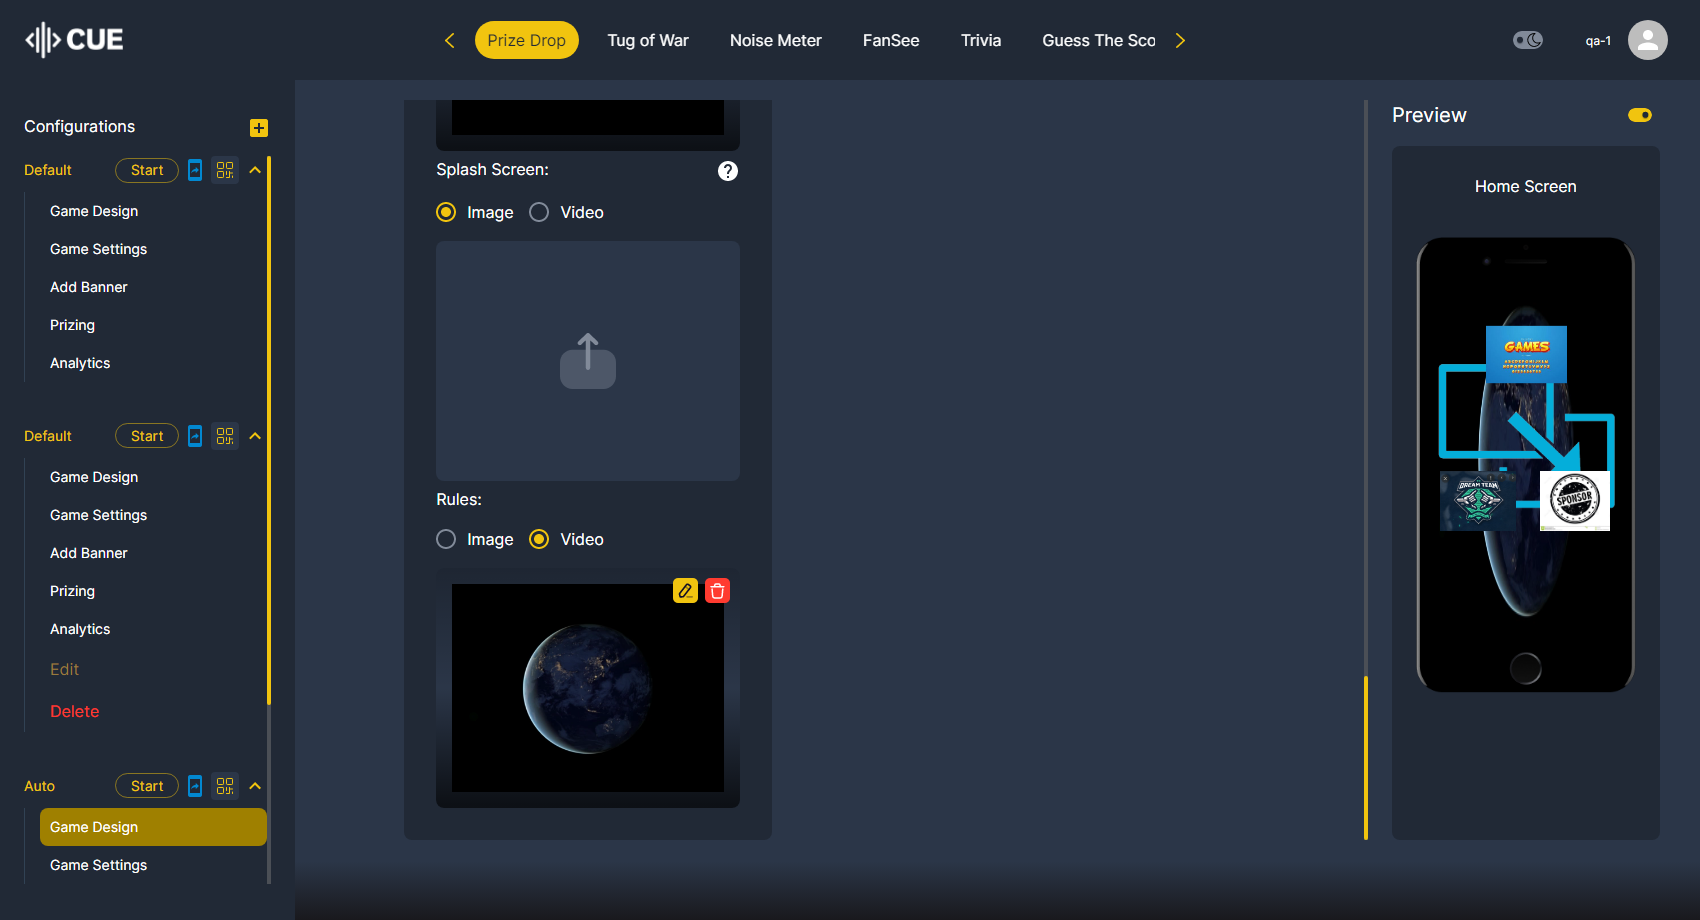 CUE
Prize Drop
Tug of War
Noise Meter
FanSee
Trivia
Guess The Sco
qa-1
Configurations
Default
Start
Game Design
Game Settings
Add Banner
Prizing
Analytics
Default
Start
Game Design
Game Settings
Add Banner
Prizing
Analytics
Edit
Delete
Auto
Start
Game Design
Game Settings
Splash Screen:
?
Image
Video
Rules:
Image
Video
Preview
Home Screen
GAMES
DREAM TEAM
SPONSOR